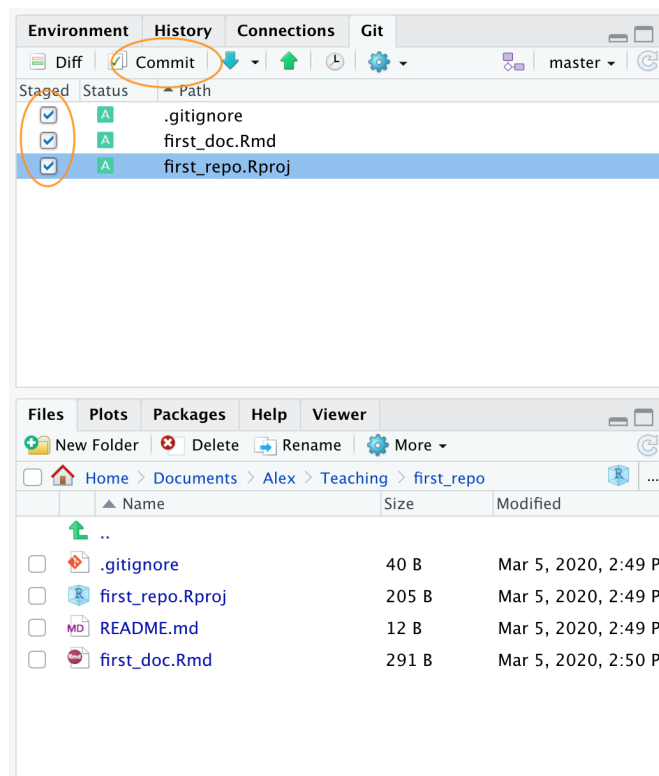 Environment History Connections Git
Diff Commit master
Staged Status Path
A .gitignore
A first_doc.Rmd
A first_repo.Rproj
Files Plots Packages Help Viewer
New Folder Delete Rename More
R
Home Documents Alex Teaching first_repo ...
Name Size Modified
..
.gitignore 40 B Mar 5, 2020, 2:49 P
R first_repo.Rproj 205 B Mar 5, 2020, 2:49 P
MD README.md 12 B Mar 5, 2020, 2:49 P
Rmd first_doc.Rmd 291 B Mar 5, 2020, 2:50 P